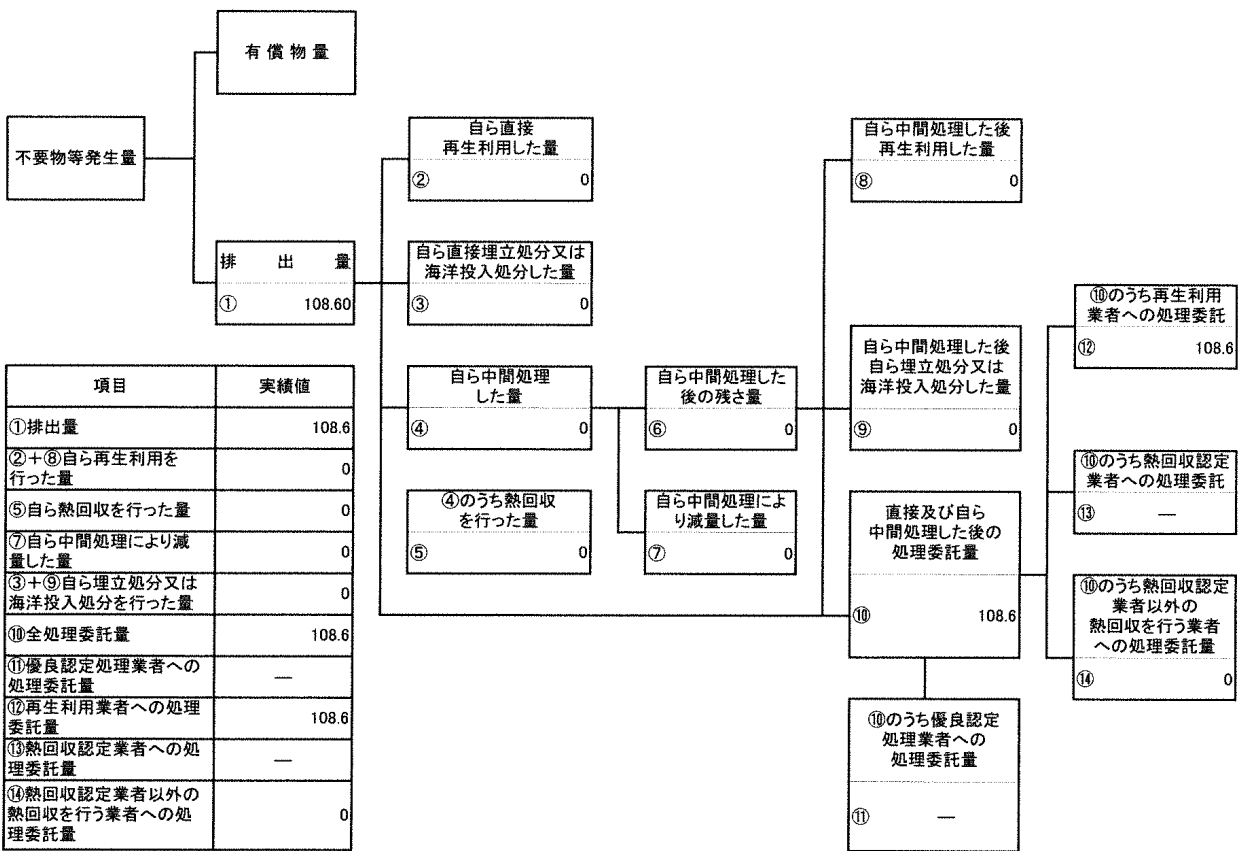 有償物量
不要物等発生量
排出量
① 108.60
自ら直接
再生利用した量
② 0
自ら直接埋立処分又は
海洋投入処分した量
③ 0
自ら中間処理
した量
④ 0
④のうち熱回収
を行った量
⑤ 0
自ら中間処理した
後の残さ量
⑥ 0
自ら中間処理によ
り減量した量
⑦ 0
自ら中間処理した後
再生利用した量
⑧ 0
自ら中間処理した後
自ら埋立処分又は
海洋投入処分した量
⑨ 0
直接及び自ら
中間処理した後の
処理委託量
⑩ 108.6
⑩のうち優良認定
処理業者への
処理委託量
⑪ ―
⑩のうち再生利用
業者への処理委託
⑫ 108.6
⑩のうち熱回収認定
業者への処理委託
⑬ ―
⑩のうち熱回収認定
業者以外の
熱回収を行う業者
への処理委託量
⑭ 0
項目 実績値
①排出量 108.6
②+⑧自ら再生利用を
行った量 0
⑤自ら熱回収を行った量 0
⑦自ら中間処理により減
量した量 0
③+⑨自ら埋立処分又は
海洋投入処分を行った量 0
⑩全処理委託量 108.6
⑪優良認定処理業者への
処理委託量 ―
⑫再生利用業者への処理
委託量 108.6
⑬熱回収認定業者への処
理委託量 ―
⑭熱回収認定業者以外の
熱回収を行う業者への処
理委託量 0